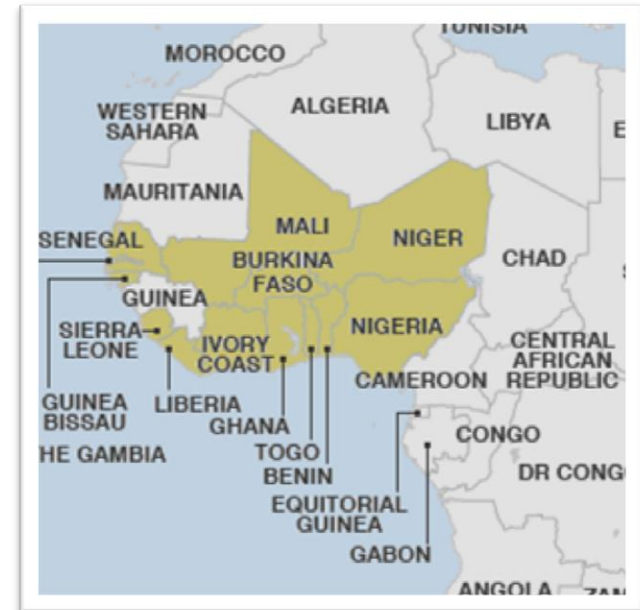 TUNISIA
MOROCCO
ALGERIA
LIBYA
E
WESTERN
SAHARA
MAURITANIA
MALI
NIGER
CHAD
SENEGAL
BURKINA
FASO
GUINEA
NIGERIA
SIERRA
LEONE
IVORY
COAST
CENTRAL
AFRICAN
REPUBLIC
CAMEROON
GUINEA
BISSAU
LIBERIA
GHANA
CONGO
HE GAMBIA
TOGO
BENIN
DR CONG
EQUITORIAL
GUINEA
GABON
ANGOLA
ZAM